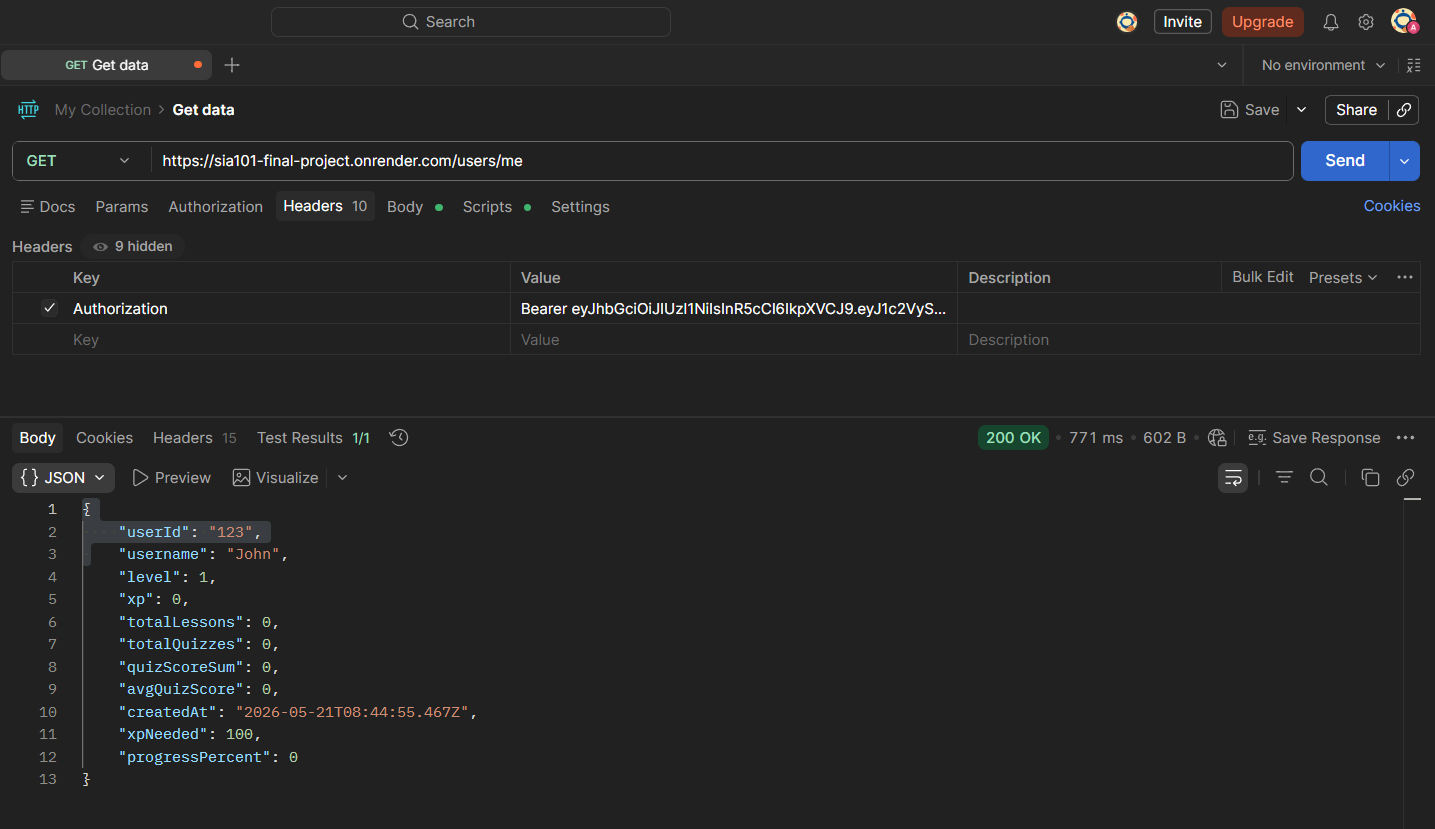 Search
Invite
Upgrade
A
GET Get data
No environment
HTTP
My Collection > Get data
Save
Share
GET
https://sia101-final-project.onrender.com/users/me
Send
Docs
Params
Authorization
Headers 10
Body
Scripts
Settings
Cookies
Headers
9 hidden
Key
Value
Description
Bulk Edit
Presets
Authorization
Bearer eyJhbGciOiJIUzI1NiIsInR5cCI6IkpXVCJ9.eyJ1c2VyS...
Key
Value
Description
Body
Cookies
Headers 15
Test Results 1/1
200 OK
771 ms
602 B
e.g. Save Response
{} JSON
Preview
Visualize
1 {
2 "userId": "123",
3 "username": "John",
4 "level": 1,
5 "xp": 0,
6 "totalLessons": 0,
7 "totalQuizzes": 0,
8 "quizScoreSum": 0,
9 "avgQuizScore": 0,
10 "createdAt": "2026-05-21T08:44:55.467Z",
11 "xpNeeded": 100,
12 "progressPercent": 0
13 }